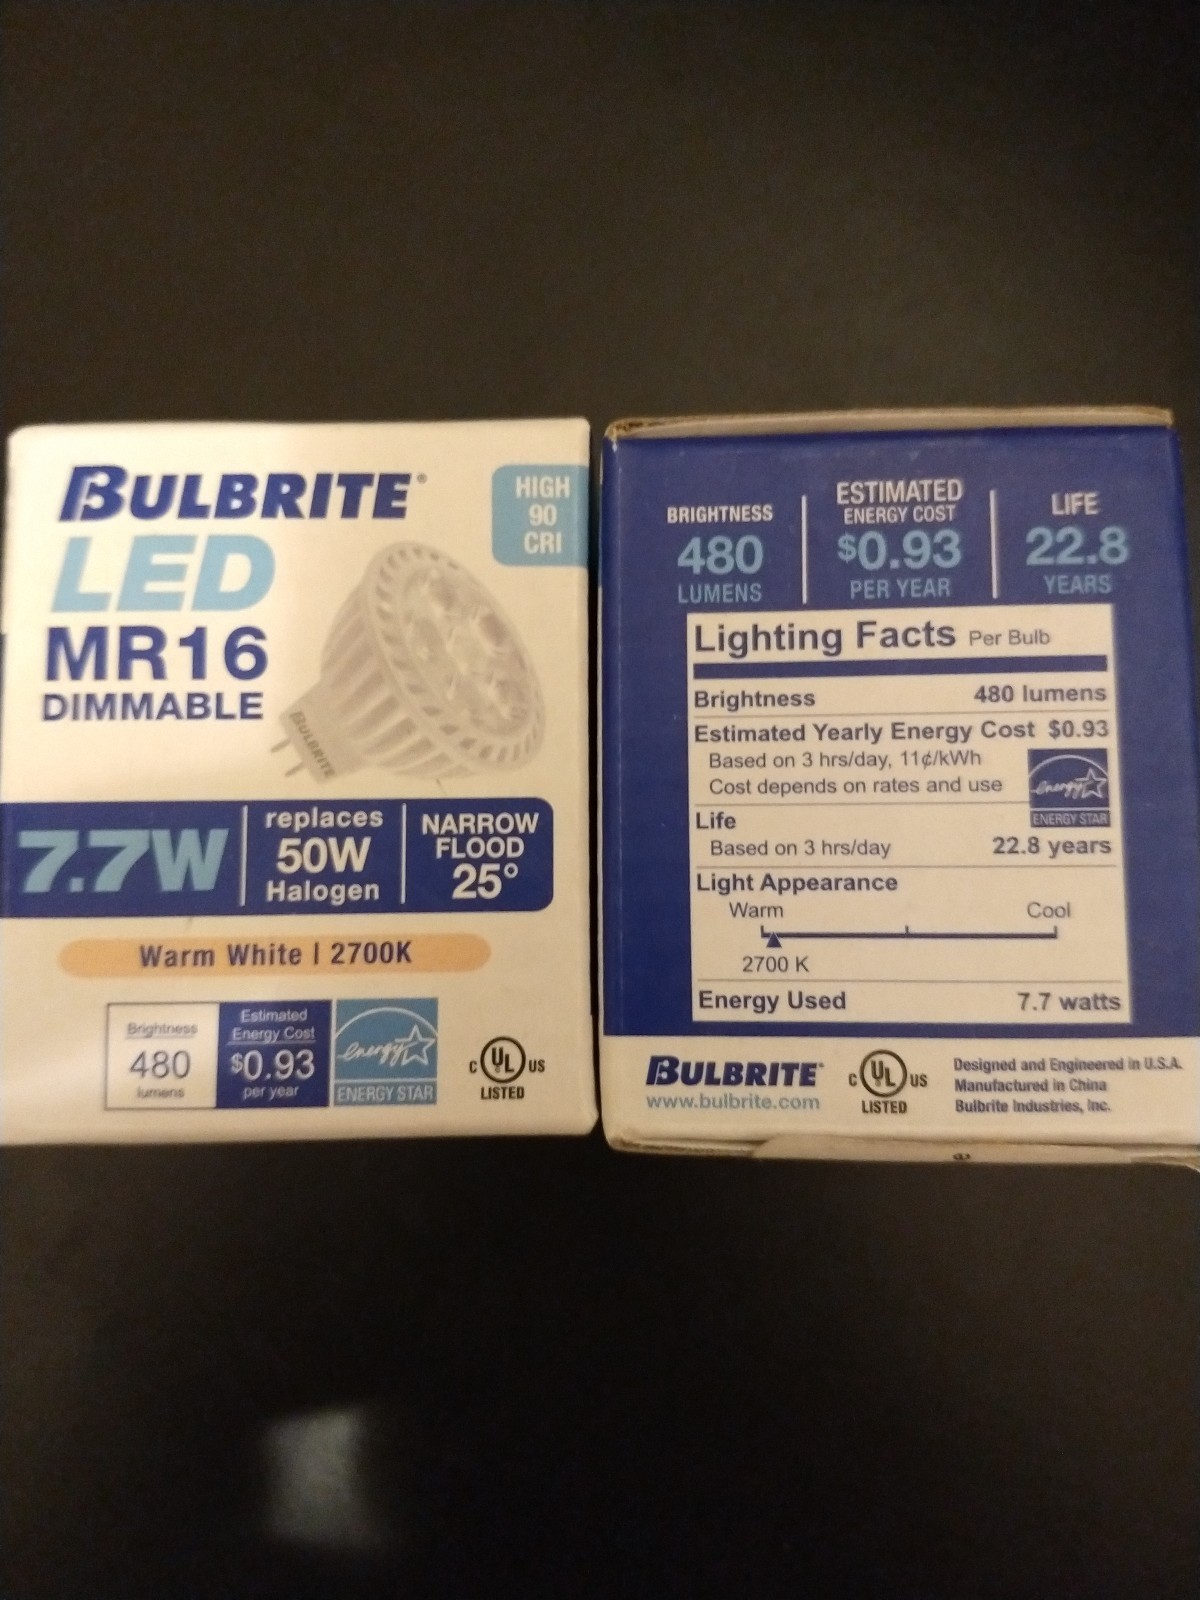 BULBRITE®
LED
MR16
DIMMABLE
HIGH
90
CRI
BULBRITE
7.7W
replaces
50W
Halogen
NARROW
FLOOD
25°
Warm White | 2700K
Brightness
480
lumens
Estimated
Energy Cost
$0.93
per year
energy
ENERGY STAR
C UL US
LISTED
BRIGHTNESS
480
LUMENS
ESTIMATED
ENERGY COST
$0.93
PER YEAR
LIFE
22.8
YEARS
Lighting Facts Per Bulb
Brightness 480 lumens
Estimated Yearly Energy Cost $0.93
Based on 3 hrs/day, 11¢/kWh
Cost depends on rates and use
energy
ENERGY STAR
Life
Based on 3 hrs/day 22.8 years
Light Appearance
Warm Cool
2700 K
Energy Used 7.7 watts
BULBRITE®
www.bulbrite.com
C UL US
LISTED
Designed and Engineered in U.S.A.
Manufactured in China
Bulbrite Industries, Inc.